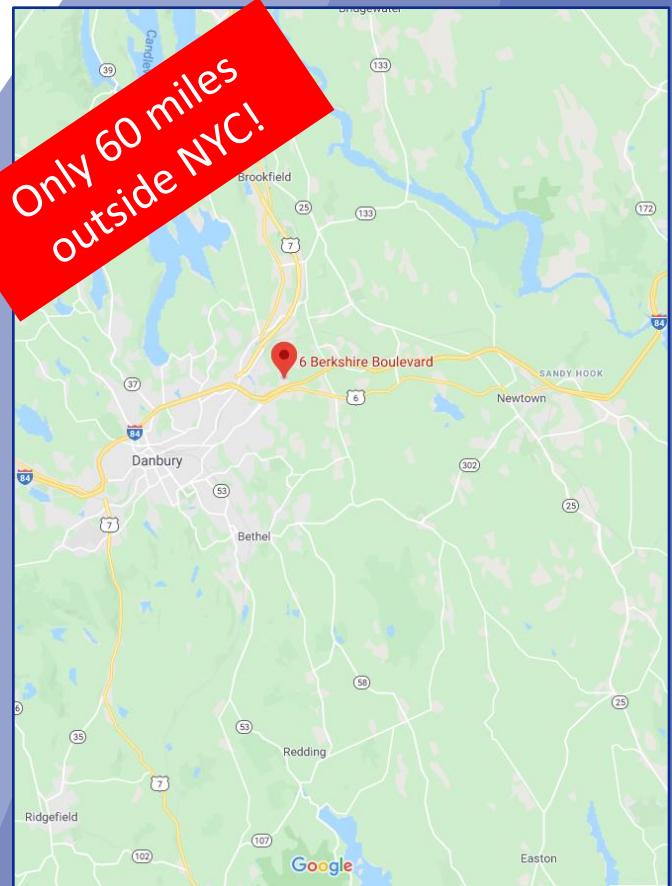 Bridgewater
39
133
Only 60 miles
outside NYC!
Brookfield
25
133
172
7
84
6 Berkshire Boulevard
SANDY HOOK
37
6
Newtown
84
Danbury
302
84
53
25
7
Bethel
58
6
25
35
53
Redding
7
Ridgefield
107
102
Google
Easton